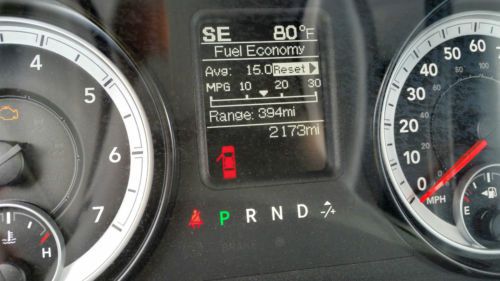 SE 80°F
Fuel Economy
Avg: 15.0 Reset
MPG 10 20 30
Range: 394mi
2173mi
P R N D -/+
4
5
6
7
H
70
60
50
40
30
20
10
0
MPH
E